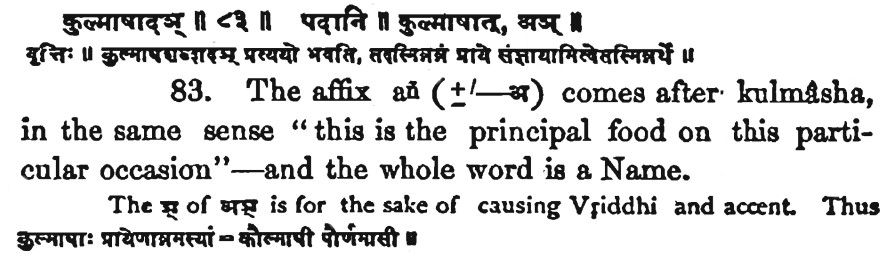 कुल्माषादञ् ॥ ८३ ॥ पदानि ॥ कुल्माषात्, अञ् ॥
वृत्तिः ॥ कुल्माषशब्दादञ् प्रत्ययो भवति, तदस्मिन्नन्नं प्राये संज्ञायामित्येतस्मिन्नर्थे ॥
83. The affix añ (±/—अ) comes after kulmâsha,
in the same sense “this is the principal food on this parti-
cular occasion”—and the whole word is a Name.
The ञ् of अञ् is for the sake of causing Vṛiddhi and accent. Thus
कुल्माषाः प्रायेणान्नमस्यां = कौल्माषी पौर्णमासी ॥